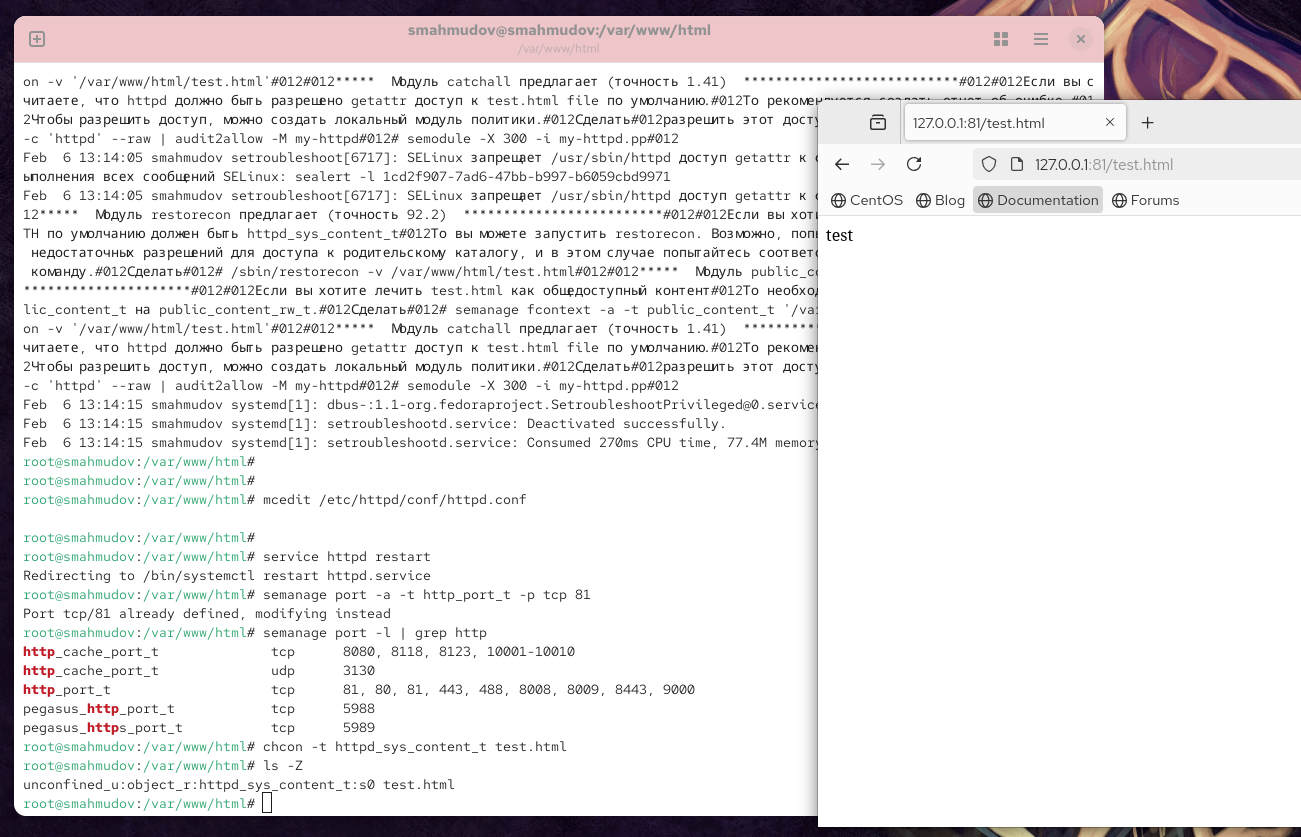 smahmudov@smahmudov:/var/www/html
/var/www/html
on -v '/var/www/html/test.html'#012#012***** Модуль catchall предлагает (точность 1.41) ***************************#012#012Если вы с
читаете, что httpd должно быть разрешено getattr доступ к test.html file по умолчанию.#012То рекомендуется создать отчет об ошибке.#01
2Чтобы разрешить доступ, можно создать локальный модуль политики.#012Сделать#012разрешить этот досту
-c 'httpd' --raw | audit2allow -M my-httpd#012# semodule -X 300 -i my-httpd.pp#012
Feb  6 13:14:05 smahmudov setroubleshoot[6717]: SELinux запрещает /usr/sbin/httpd доступ getattr к
ыполнения всех сообщений SELinux: sealert -l 1cd2f907-7ad6-47bb-b997-b6059cbd9971
Feb  6 13:14:05 smahmudov setroubleshoot[6717]: SELinux запрещает /usr/sbin/httpd доступ getattr к
12***** Модуль restorecon предлагает (точность 92.2) *************************#012#012Если вы хоти
ТН по умолчанию должен быть httpd_sys_content_t#012То вы можете запустить restorecon. Возможно, попы
недостаточных разрешений для доступа к родительскому каталогу, и в этом случае попытайтесь соответс
команду.#012Сделать#012# /sbin/restorecon -v /var/www/html/test.html#012#012***** Модуль public_co
*********************#012#012Если вы хотите лечить test.html как общедоступный контент#012То необход
lic_content_t на public_content_rw_t.#012Сделать#012# semanage fcontext -a -t public_content_t '/va
on -v '/var/www/html/test.html'#012#012***** Модуль catchall предлагает (точность 1.41) *********
читаете, что httpd должно быть разрешено getattr доступ к test.html file по умолчанию.#012То рекомен
2Чтобы разрешить доступ, можно создать локальный модуль политики.#012Сделать#012разрешить этот досту
-c 'httpd' --raw | audit2allow -M my-httpd#012# semodule -X 300 -i my-httpd.pp#012
Feb  6 13:14:15 smahmudov systemd[1]: dbus-:1.1-org.fedoraproject.SetroubleshootPrivileged@0.service
Feb  6 13:14:15 smahmudov systemd[1]: setroubleshootd.service: Deactivated successfully.
Feb  6 13:14:15 smahmudov systemd[1]: setroubleshootd.service: Consumed 270ms CPU time, 77.4M memory
root@smahmudov:/var/www/html#
root@smahmudov:/var/www/html#
root@smahmudov:/var/www/html# mcedit /etc/httpd/conf/httpd.conf
root@smahmudov:/var/www/html#
root@smahmudov:/var/www/html# service httpd restart
Redirecting to /bin/systemctl restart httpd.service
root@smahmudov:/var/www/html# semanage port -a -t http_port_t -p tcp 81
Port tcp/81 already defined, modifying instead
root@smahmudov:/var/www/html# semanage port -l | grep http
http_cache_port_t tcp 8080, 8118, 8123, 10001-10010
http_cache_port_t udp 3130
http_port_t tcp 81, 80, 81, 443, 488, 8008, 8009, 8443, 9000
pegasus_http_port_t tcp 5988
pegasus_https_port_t tcp 5989
root@smahmudov:/var/www/html# chcon -t httpd_sys_content_t test.html
root@smahmudov:/var/www/html# ls -Z
unconfined_u:object_r:httpd_sys_content_t:s0 test.html
root@smahmudov:/var/www/html#
127.0.0.1:81/test.html
127.0.0.1:81/test.html
CentOS Blog Documentation Forums
test